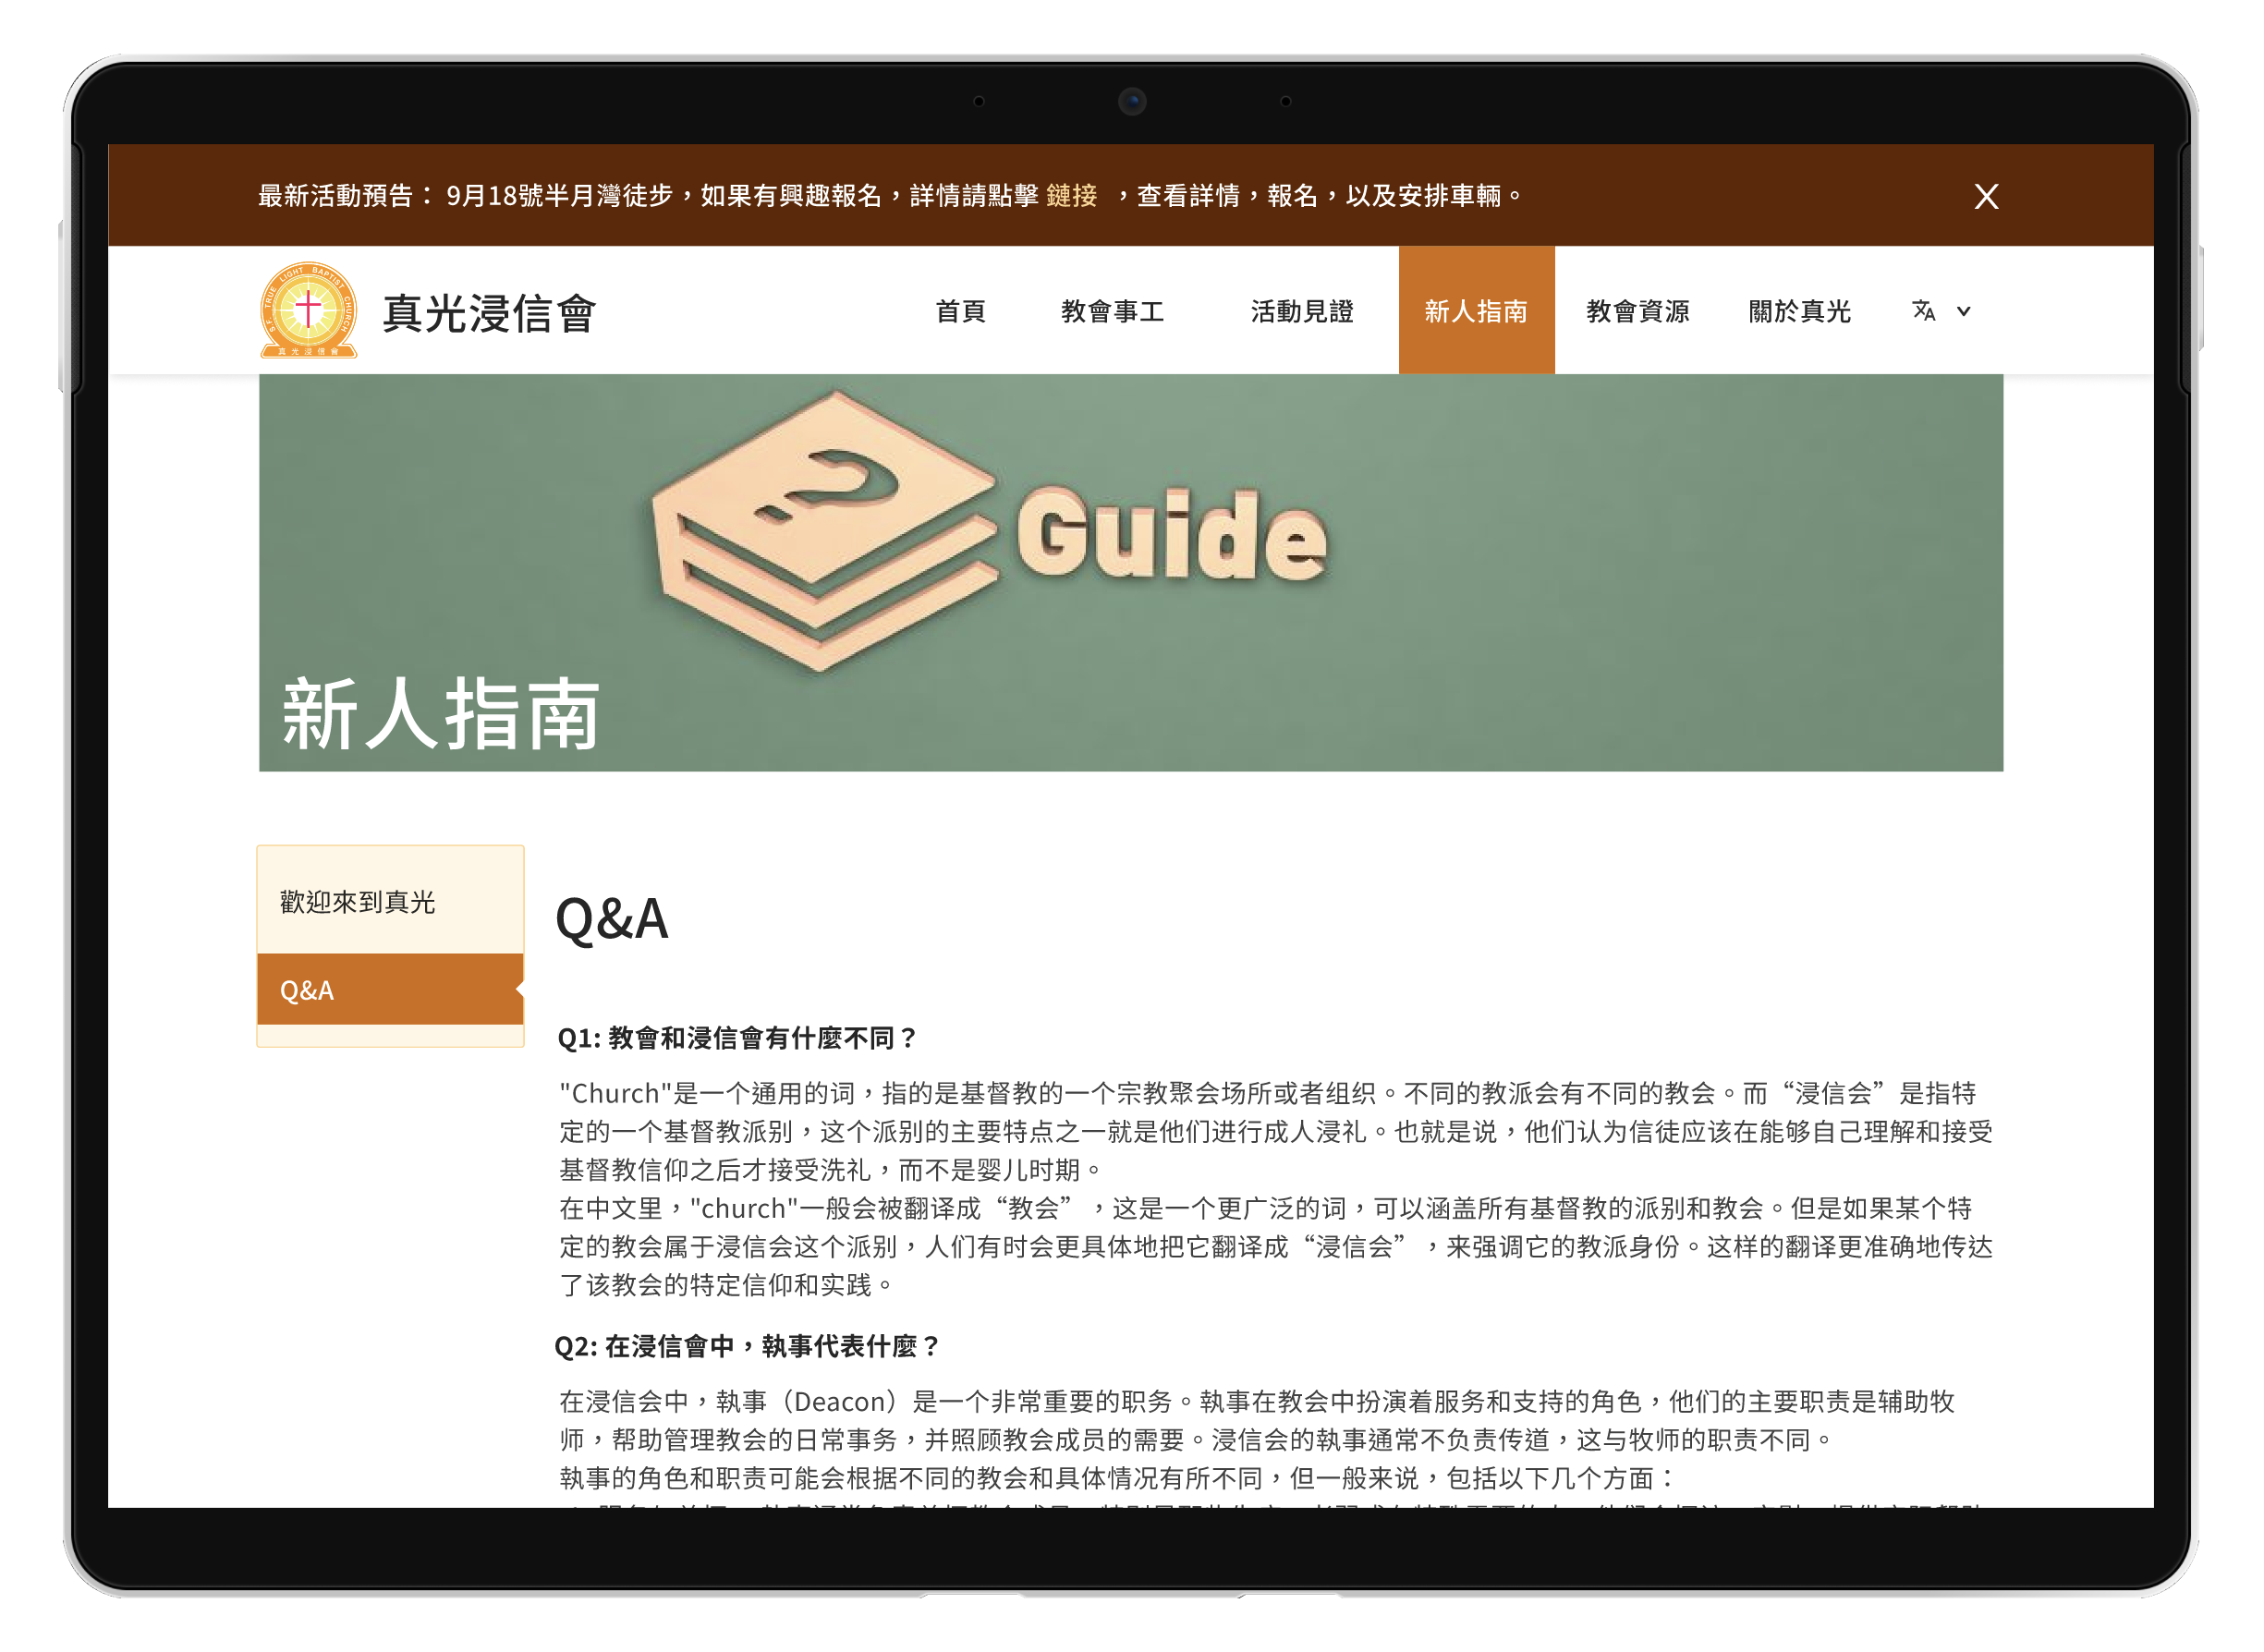 最新活動預告： 9月18號半月灣徒步，如果有興趣報名，詳情請點擊 鏈接 ，查看詳情，報名，以及安排車輛。
X
S.F. TRUE LIGHT BAPTIST CHURCH
真光浸信會
真光浸信會
首頁
教會事工
活動見證
新人指南
教會資源
關於真光
Guide
新人指南
歡迎來到真光
Q&A
Q&A
Q1: 教會和浸信會有什麼不同？
"Church"是一个通用的词，指的是基督教的一个宗教聚会场所或者组织。不同的教派会有不同的教会。而“浸信会”是指特
定的一个基督教派别，这个派别的主要特点之一就是他们进行成人浸礼。也就是说，他们认为信徒应该在能够自己理解和接受
基督教信仰之后才接受洗礼，而不是婴儿时期。
在中文里，"church"一般会被翻译成“教会”，这是一个更广泛的词，可以涵盖所有基督教的派别和教会。但是如果某个特
定的教会属于浸信会这个派别，人们有时会更具体地把它翻译成“浸信会”，来强调它的教派身份。这样的翻译更准确地传达
了该教会的特定信仰和实践。
Q2: 在浸信會中，執事代表什麼？
在浸信会中，執事（Deacon）是一个非常重要的职务。執事在教会中扮演着服务和支持的角色，他们的主要职责是辅助牧
师，帮助管理教会的日常事务，并照顾教会成员的需要。浸信会的執事通常不负责传道，这与牧师的职责不同。
執事的角色和职责可能会根据不同的教会和具体情况有所不同，但一般来说，包括以下几个方面：